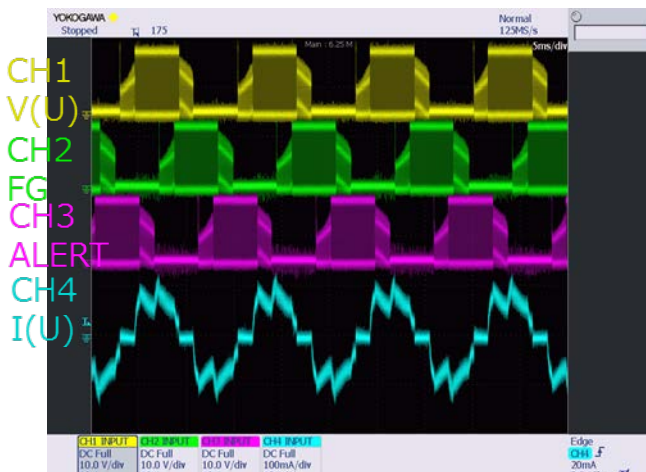 YOKOGAWA
Stopped
175
Normal
125MS/s
Main : 6.25 M
5ms/div
CH1
V(U)
CH2
FG
CH3
ALERT
CH4
I(U)
CH1 INPUT
DC Full
10.0 V/div
CH2 INPUT
DC Full
10.0 V/div
CH3 INPUT
DC Full
10.0 V/div
CH4 INPUT
DC Full
100mA/div
Edge
CH4
20mA